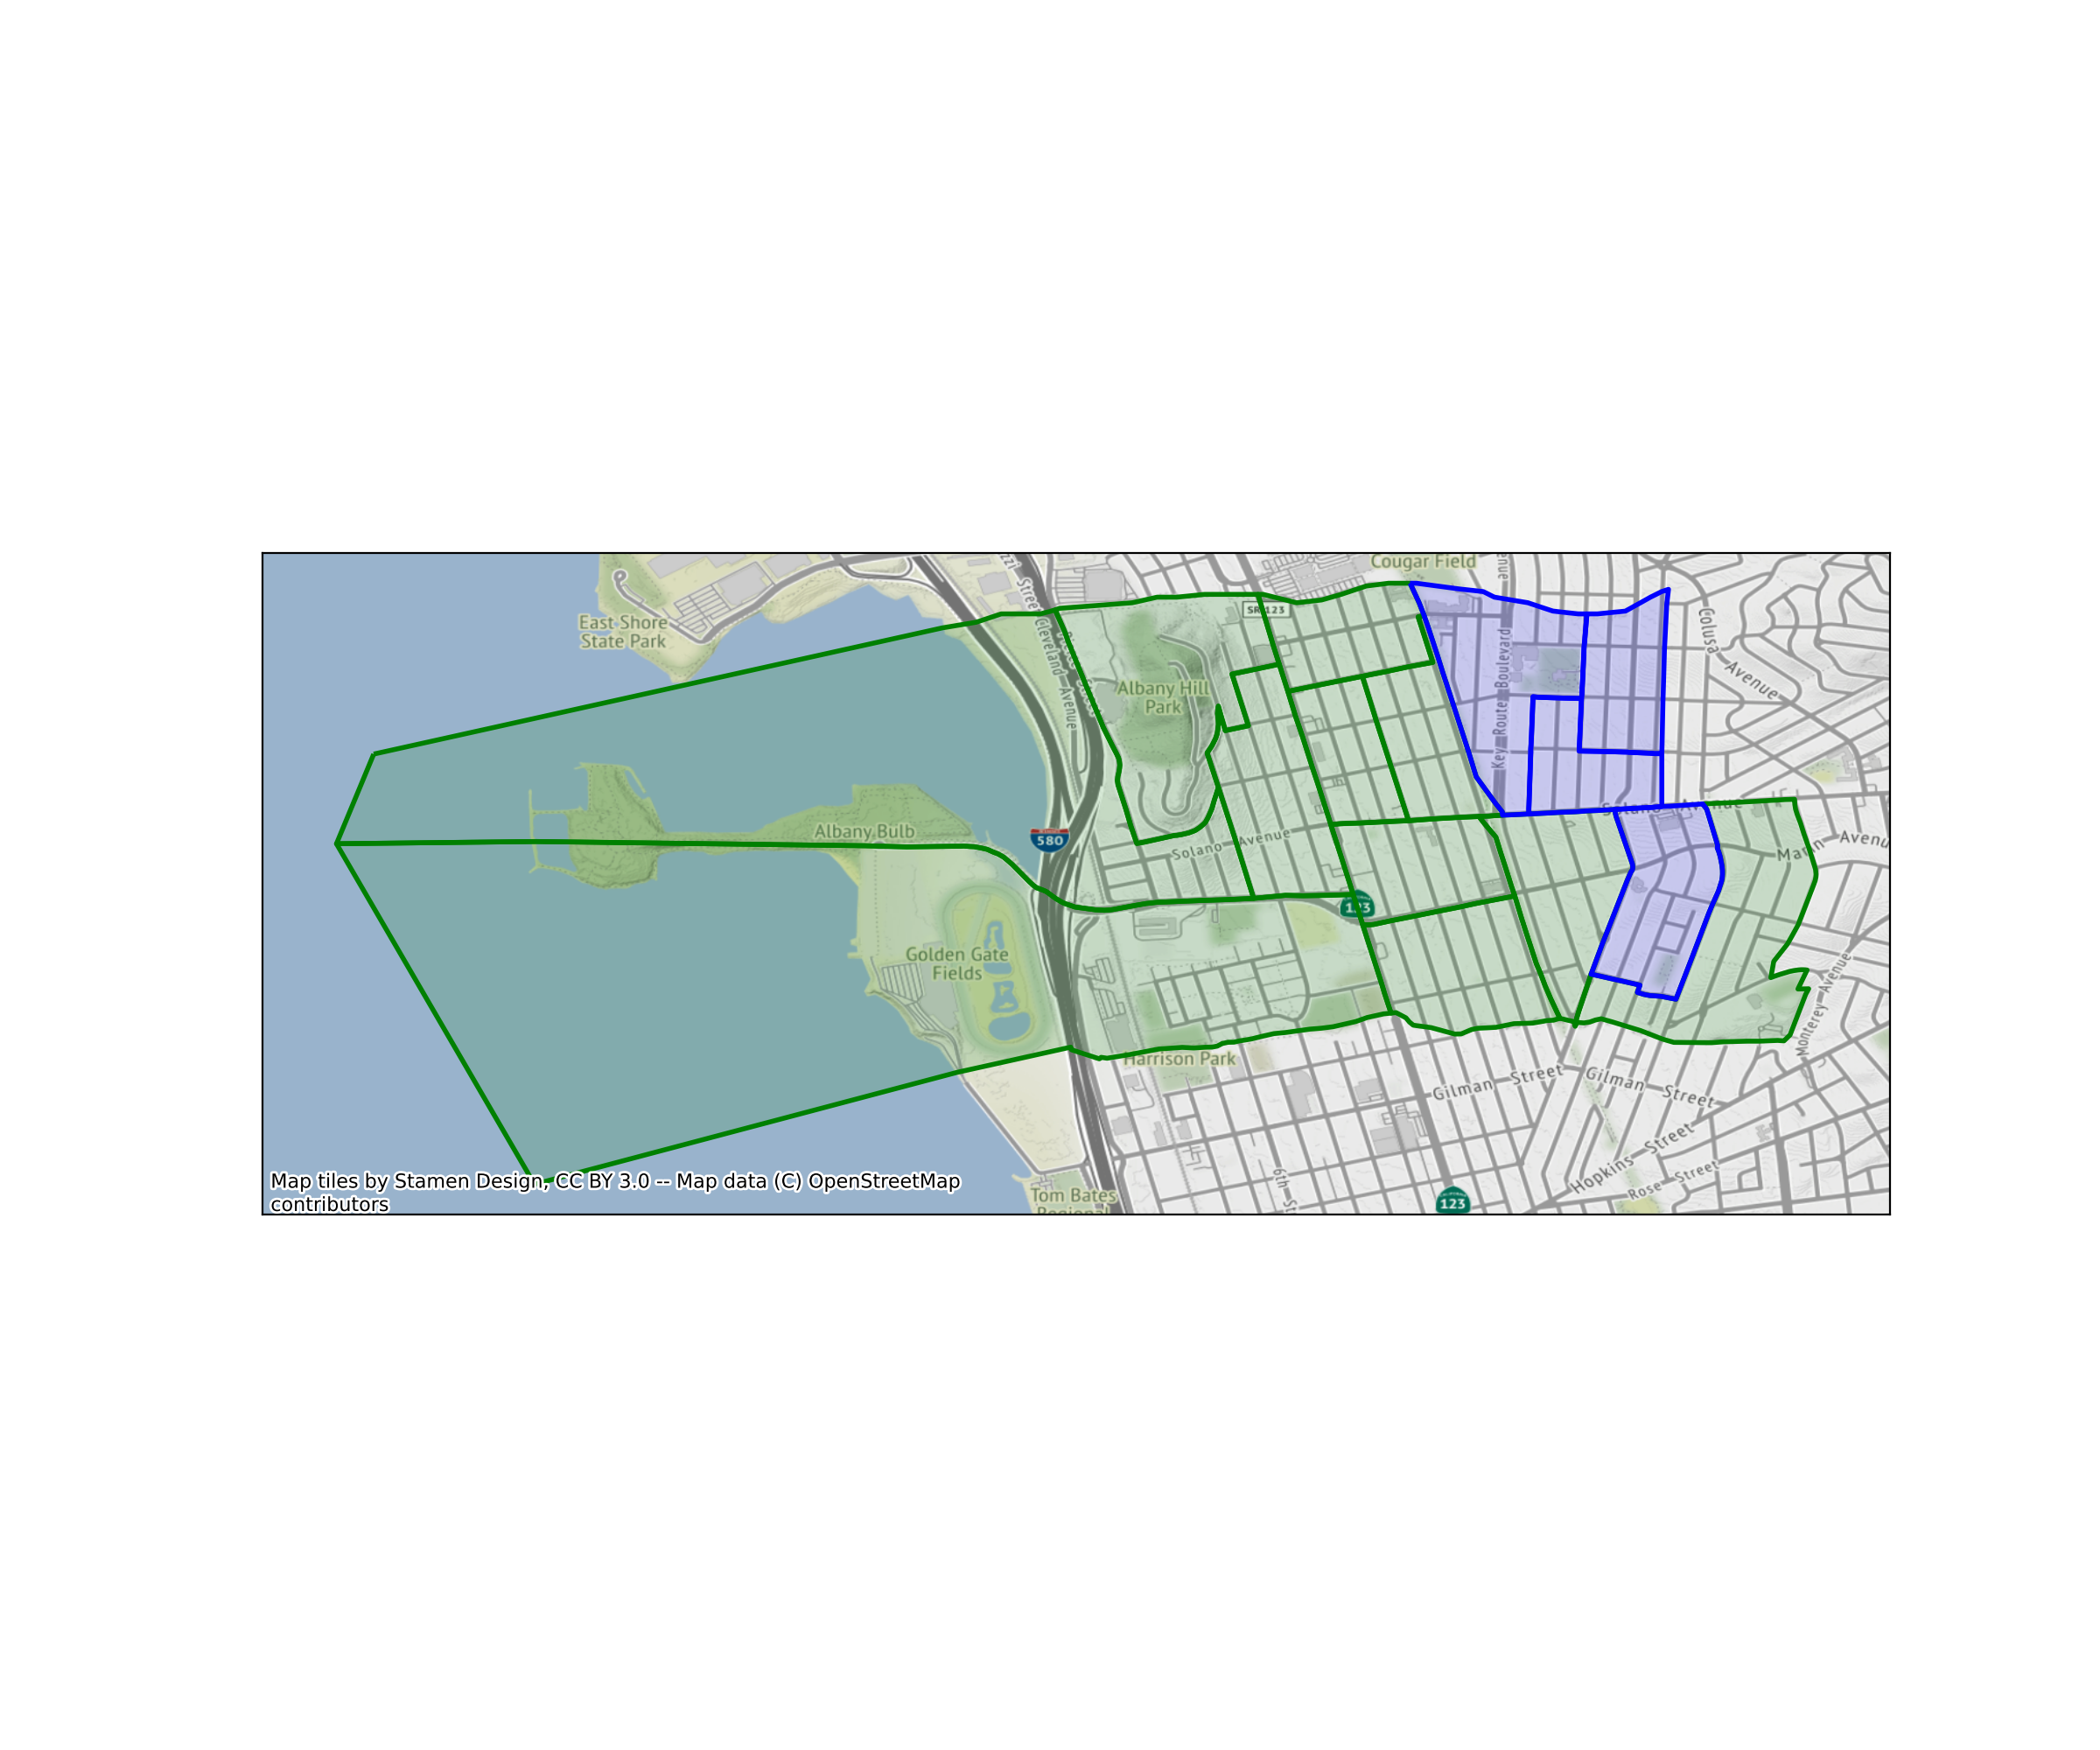 Cougar Field
East Shore
State Park
SR 123
Cleveland Avenue
Street
Colusa Avenue
Albany Hill
Park
Key Route Boulevard
Albany Bulb
580
Solano Avenue
Solano Avenue
Marin Avenu
123
Golden Gate
Fields
Monterey Avenue
Harrison Park
Gilman Street
Gilman Street
Hopkins Street
Rose Street
6th St
Tom Bates
Regional
123
Map tiles by Stamen Design, CC BY 3.0 -- Map data (C) OpenStreetMap
contributors